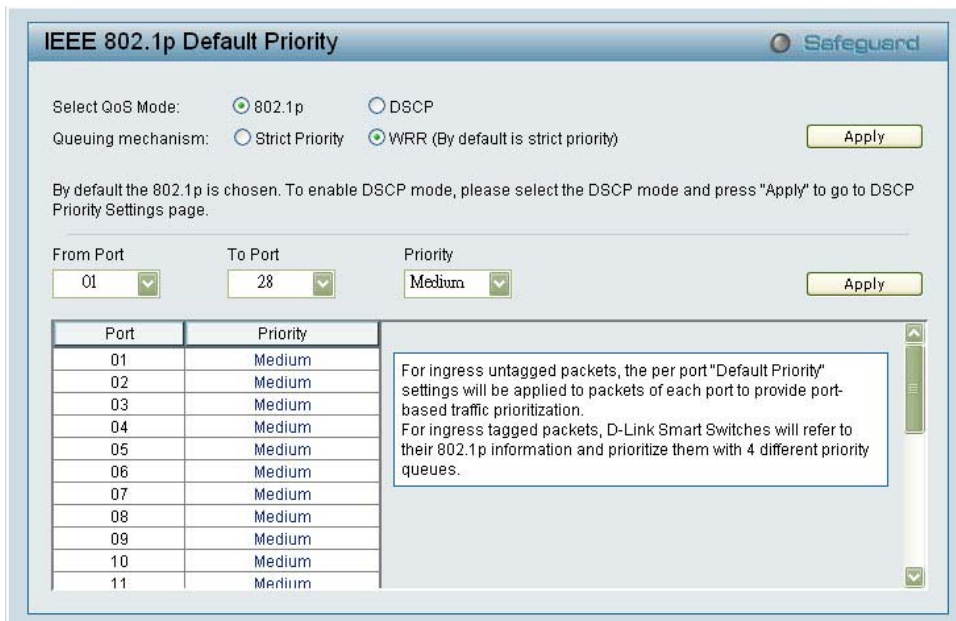 IEEE 802.1p Default Priority
Safeguard
Select QoS Mode: 802.1p DSCP
Queuing mechanism: Strict Priority WRR (By default is strict priority) Apply
By default the 802.1p is chosen. To enable DSCP mode, please select the DSCP mode and press "Apply" to go to DSCP
Priority Settings page.
From Port To Port Priority
01 28 Medium Apply
Port Priority
01 Medium
02 Medium
03 Medium
04 Medium
05 Medium
06 Medium
07 Medium
08 Medium
09 Medium
10 Medium
11 Medium
For ingress untagged packets, the per port "Default Priority"
settings will be applied to packets of each port to provide port-
based traffic prioritization.
For ingress tagged packets, D-Link Smart Switches will refer to
their 802.1p information and prioritize them with 4 different priority
queues.